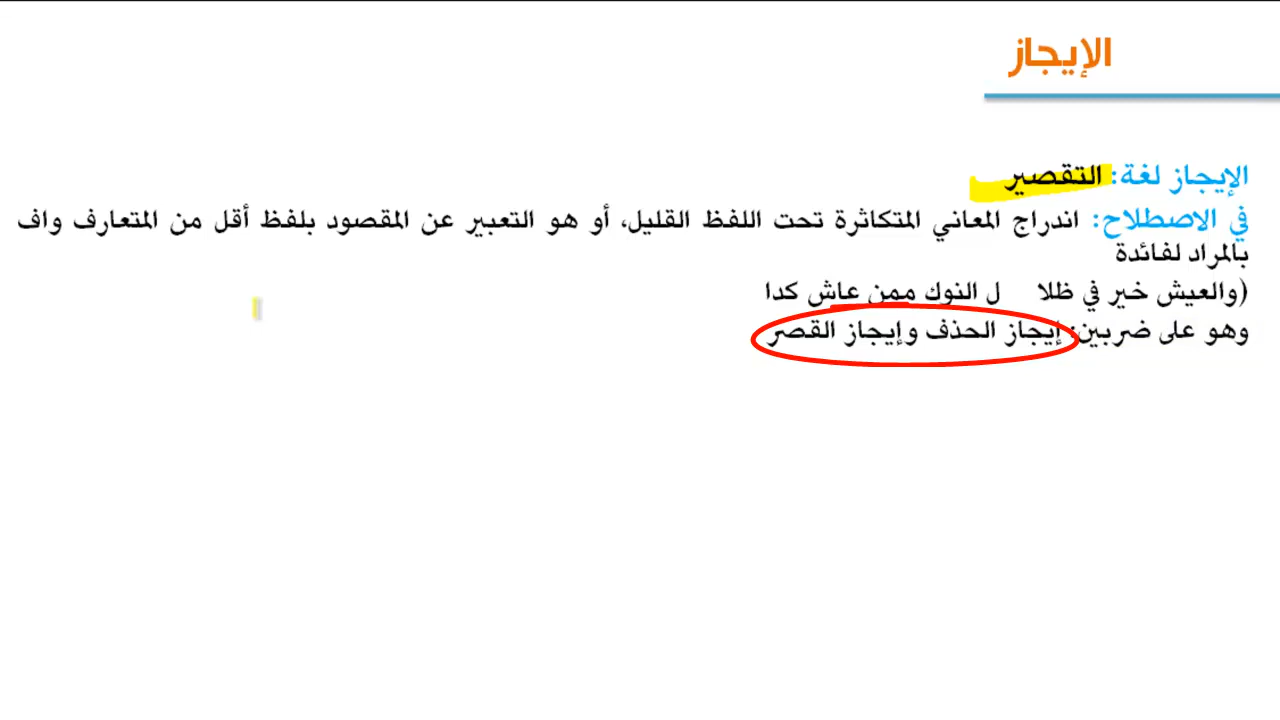 الإيجاز
الإيجاز لغة: التقصير
في الاصطلاح: اندراج المعاني المتكاثرة تحت اللفظ القليل، أو هو التعبير عن المقصود بلفظ أقل من المتعارف واف
بالمراد لفائدة
(والعيش خير في ظلا ل النوك ممن عاش كدا
وهو على ضربين: إيجاز الحذف وإيجاز القصر